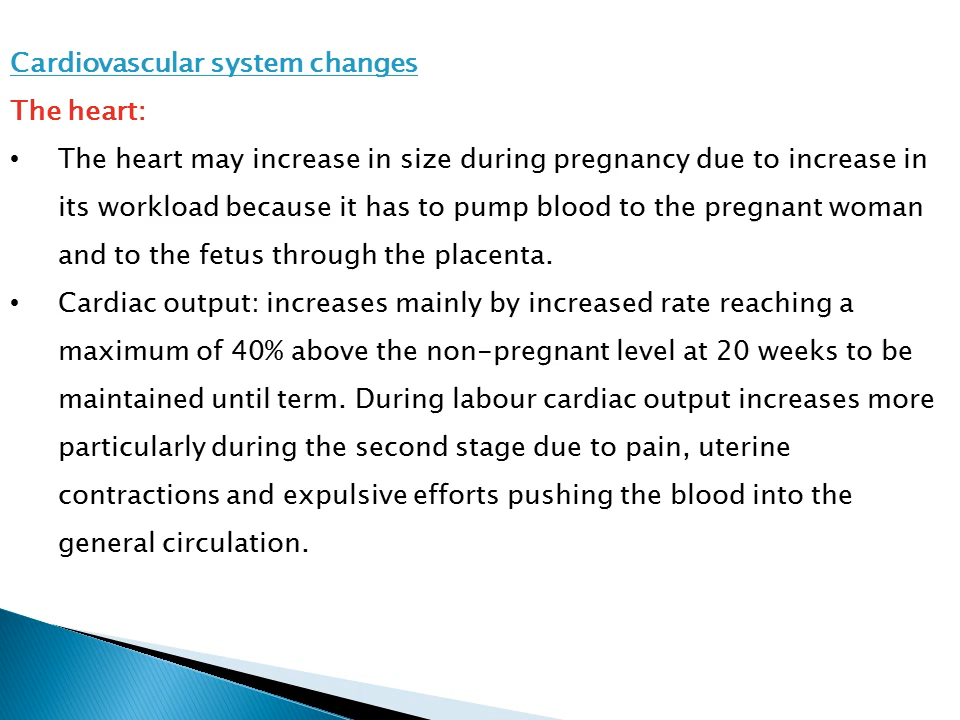 Cardiovascular system changes
The heart:
• The heart may increase in size during pregnancy due to increase in
its workload because it has to pump blood to the pregnant woman
and to the fetus through the placenta.
• Cardiac output: increases mainly by increased rate reaching a
maximum of 40% above the non-pregnant level at 20 weeks to be
maintained until term. During labour cardiac output increases more
particularly during the second stage due to pain, uterine
contractions and expulsive efforts pushing the blood into the
general circulation.